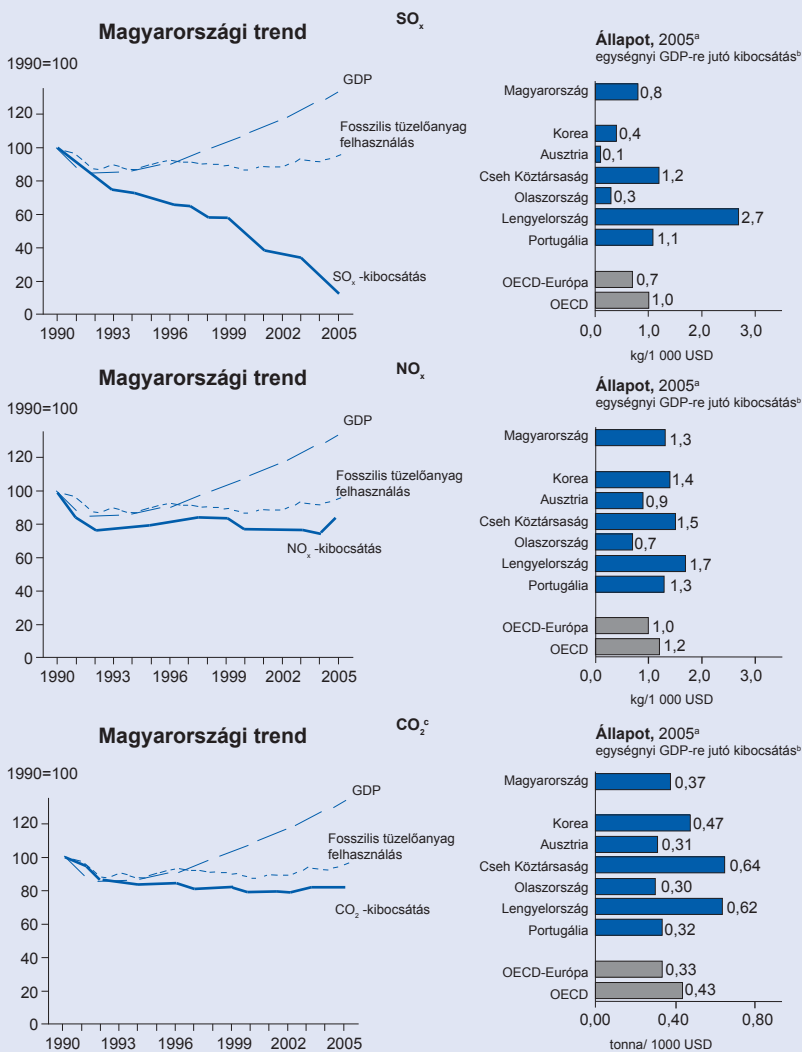 SOₓ
Magyarországi trend
1990=100
GDP
Fosszilis tüzelőanyag
felhasználás
SOₓ -kibocsátás
120
100
80
60
40
20
0
1990 1993 1996 1999 2002 2005
Állapot, 2005ᵃ
egységnyi GDP-re jutó kibocsátásᵇ
Magyarország 0,8
Korea 0,4
Ausztria 0,1
Cseh Köztársaság 1,2
Olaszország 0,3
Lengyelország 2,7
Portugália 1,1
OECD-Európa 0,7
OECD 1,0
0,0 1,0 2,0 3,0
kg/1 000 USD
NOₓ
Magyarországi trend
1990=100
GDP
Fosszilis tüzelőanyag
felhasználás
NOₓ -kibocsátás
120
100
80
60
40
20
0
1990 1993 1996 1999 2002 2005
Állapot, 2005ᵃ
egységnyi GDP-re jutó kibocsátásᵇ
Magyarország 1,3
Korea 1,4
Ausztria 0,9
Cseh Köztársaság 1,5
Olaszország 0,7
Lengyelország 1,7
Portugália 1,3
OECD-Európa 1,0
OECD 1,2
0,0 1,0 2,0 3,0
kg/1 000 USD
CO₂ᶜ
Magyarországi trend
1990=100
GDP
Fosszilis tüzelőanyag
felhasználás
CO₂ -kibocsátás
120
100
80
60
40
20
0
1990 1993 1996 1999 2002 2005
Állapot, 2005ᵃ
egységnyi GDP-re jutó kibocsátásᵇ
Magyarország 0,37
Korea 0,47
Ausztria 0,31
Cseh Köztársaság 0,64
Olaszország 0,30
Lengyelország 0,62
Portugália 0,32
OECD-Európa 0,33
OECD 0,43
0,00 0,40 0,80
tonna/ 1000 USD